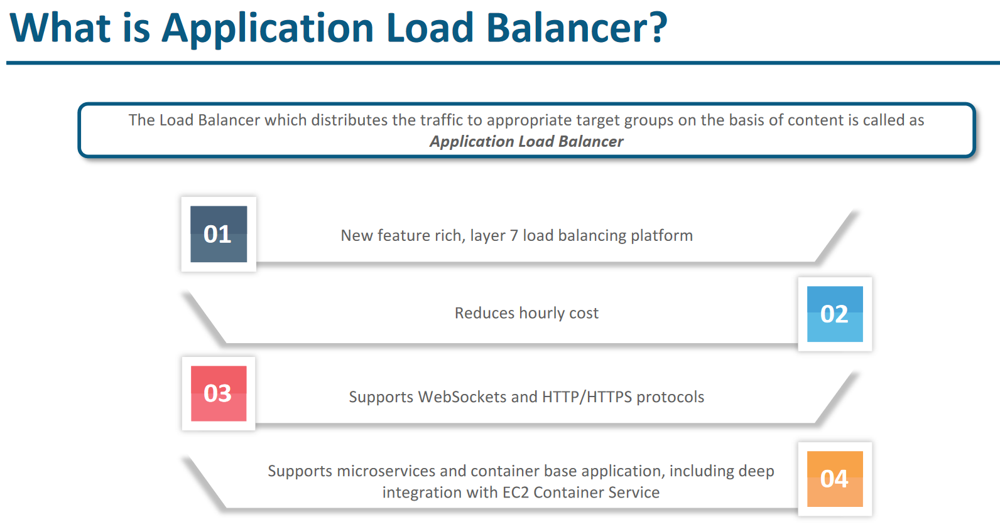 What is Application Load Balancer?
The Load Balancer which distributes the traffic to appropriate target groups on the basis of content is called as
Application Load Balancer
01
New feature rich, layer 7 load balancing platform
Reduces hourly cost
02
03
Supports WebSockets and HTTP/HTTPS protocols
Supports microservices and container base application, including deep
integration with EC2 Container Service
04